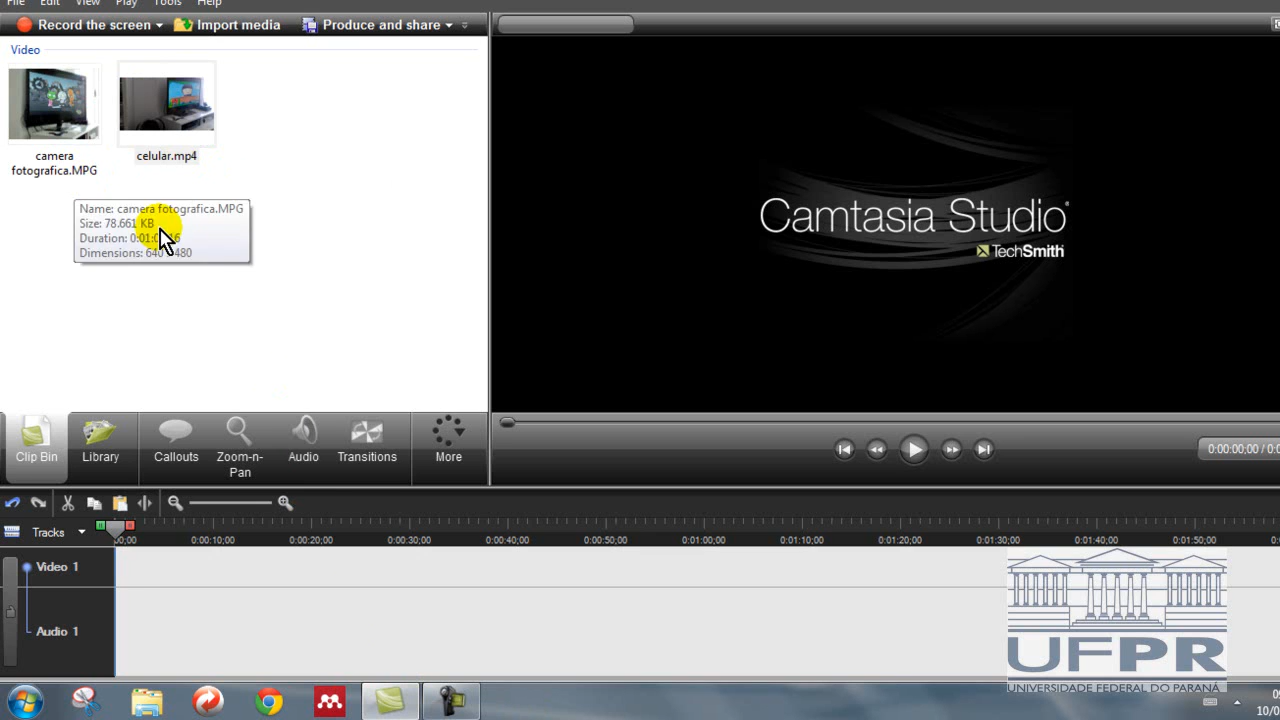 File Edit View Play Tools Help
Record the screen Import media Produce and share
Video
camera
fotografica.MPG
celular.mp4
Name: camera fotografica.MPG
Size: 78.661 KB
Duration:
Dimensions:
Camtasia Studio
TechSmith
Clip Bin
Library
Callouts
Zoom-n-
Pan
Audio
Transitions
More
0:00:00;00 /
Tracks
0:00:10;00 0:00:20;00 0:00:30;00 0:00:40;00 0:00:50;00 0:01:00;00 0:01:10;00 0:01:20;00 0:01:30;00 0:01:40;00 0:01:50;00
Video 1
Audio 1
UFPR
UNIVERSIDADE FEDERAL DO PARANÁ